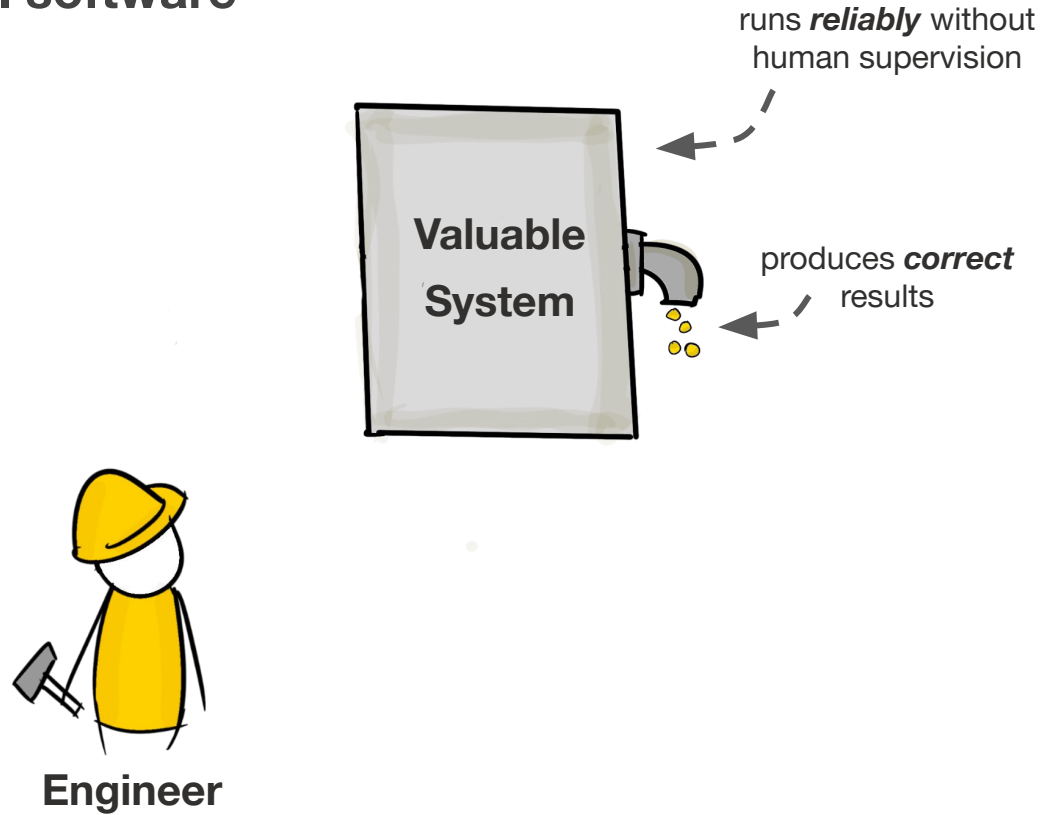 software
runs reliably without
human supervision
Valuable
System
produces correct
results
Engineer